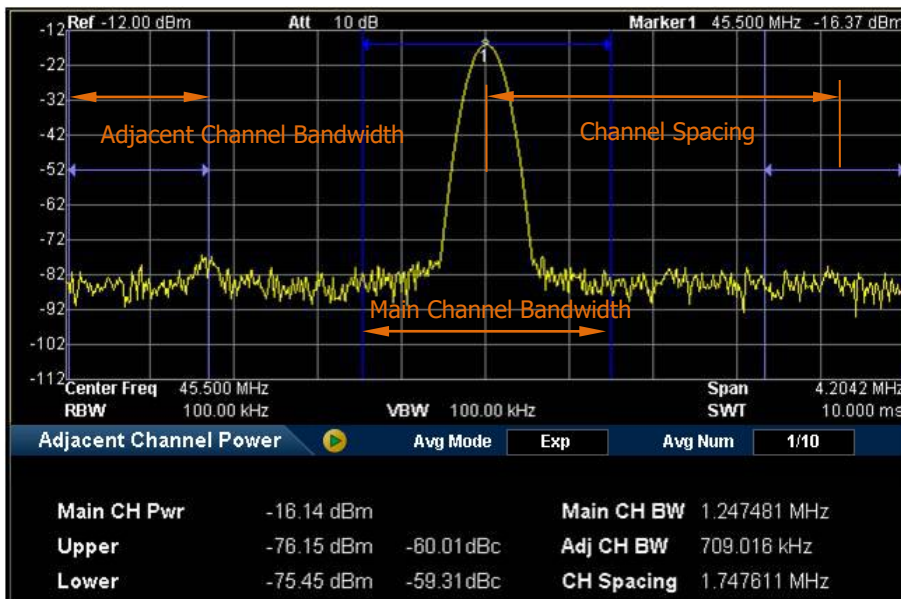 Ref -12.00 dBm Att 10 dB Marker1 45.500 MHz -16.37 dBm
-12
1
-22
-32
Adjacent Channel Bandwidth Channel Spacing
-42
-52
-62
-72
-82
-92
Main Channel Bandwidth
-102
-112
Center Freq 45.500 MHz Span 4.2042 MHz
RBW 100.00 kHz VBW 100.00 kHz SWT 10.000 ms
Adjacent Channel Power Avg Mode Exp Avg Num 1/10
Main CH Pwr -16.14 dBm Main CH BW 1.247481 MHz
Upper -76.15 dBm -60.01dBc Adj CH BW 709.016 kHz
Lower -75.45 dBm -59.31dBc CH Spacing 1.747611 MHz